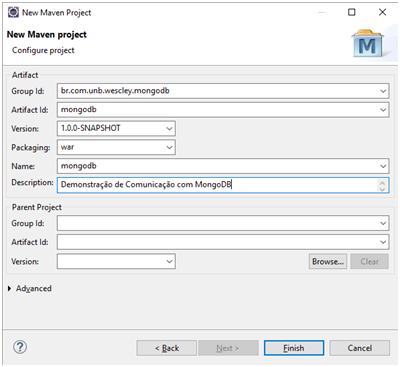 New Maven Project
New Maven project
Configure project
M
Artifact
Group Id: br.com.unb.wescley.mongodb
Artifact Id: mongodb
Version: 1.0.0-SNAPSHOT
Packaging: war
Name: mongodb
Description: Demonstração de Comunicação com MongoDB
Parent Project
Group Id:
Artifact Id:
Version: Browse... Clear
Advanced
? < Back Next > Finish Cancel